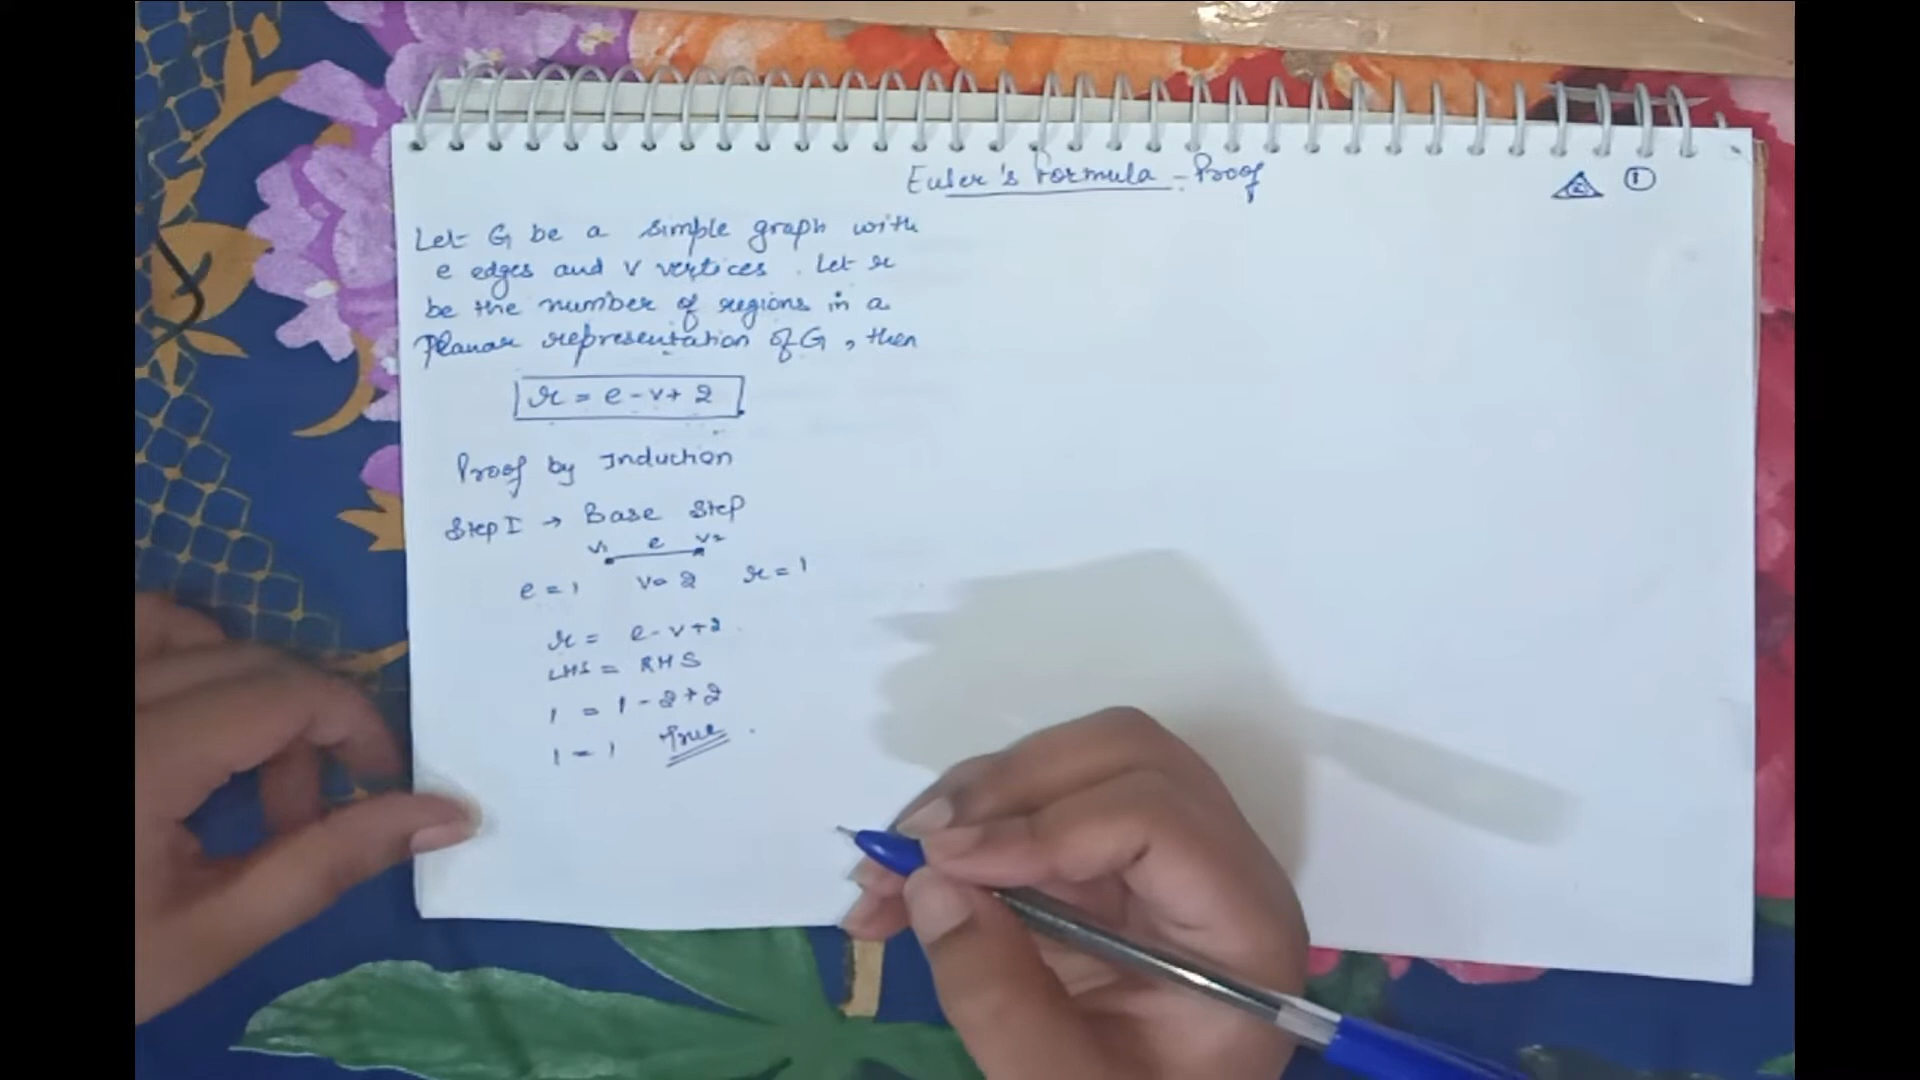 Euler's Formula - Proof
①
Let G be a simple graph with
e edges and v vertices. Let r
be the number of regions in a
Planar representation of G, then
r = e - v + 2
Proof by Induction
Step I → Base Step
v1 e v2
e = 1 v = 2 r = 1
r = e - v + 2
LHS = RHS
1 = 1 - 2 + 2
1 = 1 True